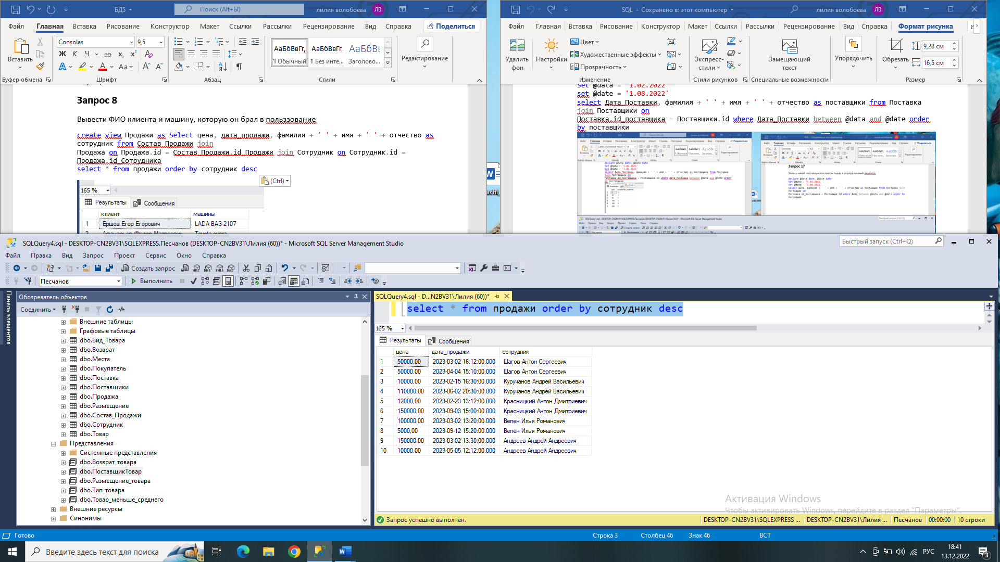 БД5
Поиск (Alt+Ы)
лилия волобоева
ЛВ
Файл Главная Вставка Рисование Конструктор Макет Ссылки Рассылки Рецензирование Вид Справка Поделиться
Вставить
Consolas 9,5
АаБбВвГг, АаБбВвГг, АаБбВв
¶ Обычный ¶ Без инте... Заголово...
Редактирование
Буфер обмена Шрифт Абзац Стили
Запрос 8
Вывести ФИО клиента и машину, которую он брал в польззование
create view Продажи as Select цена, дата_продажи, фамилия + ' ' + имя + ' ' + отчество as
сотрудник from Состав_Продажи join
Продажа on Продажа.id = Состав_Продажи.id_Продажи join Сотрудник on Сотрудник.id =
Продажа.id_Сотрудника
select * from продажи order by сотрудник desc
(Ctrl)
165 %
Результаты Сообщения
клиент машины
1 Ершов Егор Егорович LADA ВАЗ-2107
SQL - Сохранено в: этот компьютер
лилия волобоева
ЛВ
Файл Главная Вставка Рисование Конструктор Макет Ссылки Рассылки Рецензирование Вид Справка Формат рисунка
Удалить фон
Настройки
Цвет
Художественные эффекты
Прозрачность
Экспресс-стили
Замещающий текст
Упорядочить
Обрезать
9,28 см
16,5 см
Изменение Стили рисунков Специальные возможности Размер
Set @data = '1.02.2022'
set @date = '1.08.2022'
select Дата_Поставки, фамилия + ' ' + имя + ' ' + отчество as поставщики from Поставка
join Поставщики on
Поставка.id_поставщика = Поставщики.id where Дата_Поставки between @data and @date order
by поставщики
Запрос 17
SQLQuery4.sql - DESKTOP-CN2BV31\SQLEXPRESS.Песчанов (DESKTOP-CN2BV31\Лилия (60))* - Microsoft SQL Server Management Studio
Быстрый запуск (Ctrl+Q)
Файл Правка Вид Запрос Проект Сервис Окно Справка
Создать запрос
Песчанов
Выполнить
Панель элементов
Обозреватель объектов
Соединить
Внешние таблицы
Графовые таблицы
dbo.Вид_Товара
dbo.Возврат
dbo.Места
dbo.Покупатель
dbo.Поставка
dbo.Поставщики
dbo.Продажа
dbo.Размещение
dbo.Состав_Продажи
dbo.Сотрудник
dbo.Товар
Представления
Системные представления
dbo.Возврат_товара
dbo.ПоставщикТовар
dbo.Размещение_товара
dbo.Тип_товара
dbo.Товар_меньше_среднего
Внешние ресурсы
Синонимы
SQLQuery4.sql - D...N2BV31\Лилия (60))*
select * from продажи order by сотрудник desc
165 %
Результаты Сообщения
цена дата_продажи сотрудник
1 50000,00 2023-03-02 16:12:00.000 Шагов Антон Сергеевич
2 50000,00 2023-04-04 15:10:00.000 Шагов Антон Сергеевич
3 10000,00 2023-02-15 16:30:00.000 Куручанов Андрей Васильевич
4 110000,00 2023-06-02 20:30:00.000 Куручанов Андрей Васильевич
5 12000,00 2023-02-23 13:12:00.000 Красницкий Антон Дмитриевич
6 150000,00 2023-09-03 15:00:00.000 Красницкий Антон Дмитриевич
7 100000,00 2023-03-02 13:20:00.000 Вепен Илья Романович
8 5000,00 2023-09-12 15:20:00.000 Вепен Илья Романович
9 150000,00 2023-03-02 13:30:00.000 Андреев Андрей Андреевич
10 10000,00 2023-05-05 12:12:00.000 Андреев Андрей Андреевич
Активация Windows
Чтобы активировать Windows, перейдите в раздел "Параметры".
Запрос успешно выполнен.
DESKTOP-CN2BV31\SQLEXPRESS ... DESKTOP-CN2BV31\Лилия ... Песчанов 00:00:00 10 строки
Готово Строка 3 Столбец 46 Знак 46 ВСТ
Введите здесь текст для поиска
РУС
18:41
13.12.2022
3